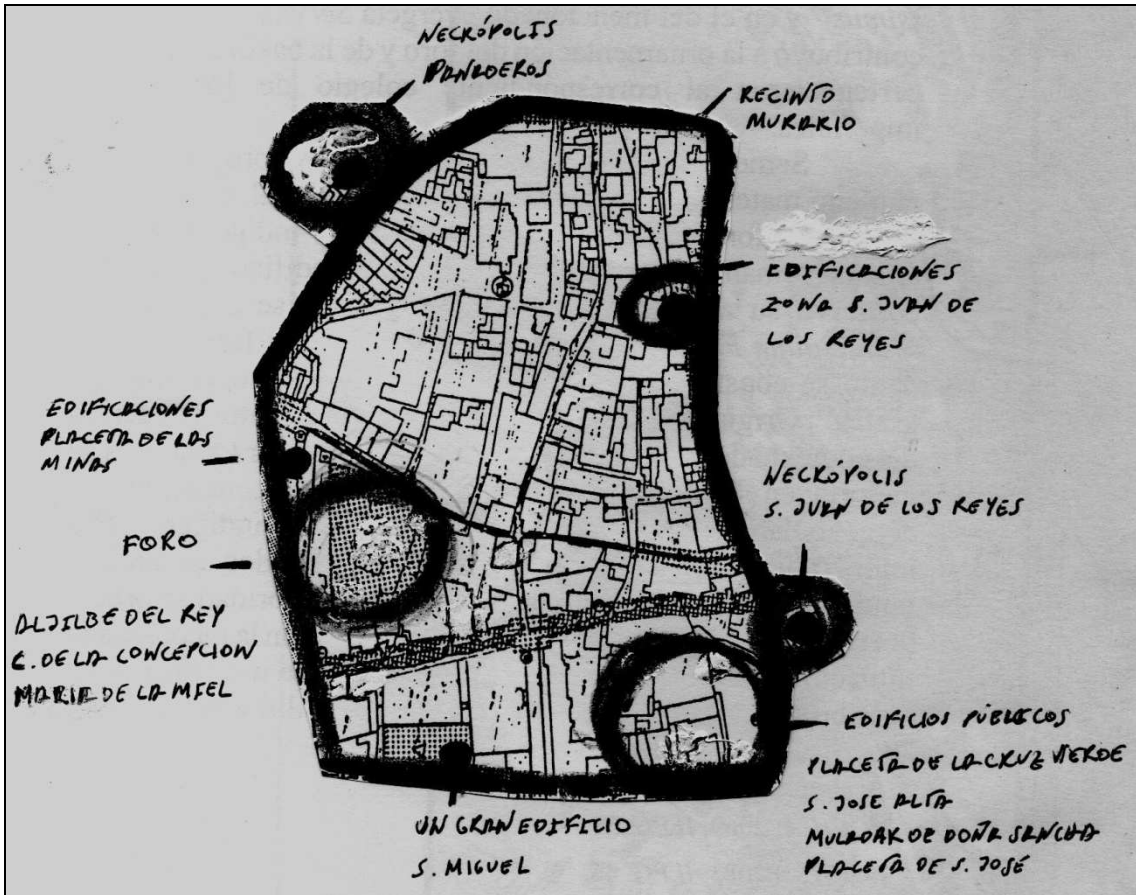 NECRÓPOLIS
PANADEROS
RECINTO
MURARIO
EDIFICACIONES
ZONA S. JUAN DE
LOS REYES
EDIFICACIONES
PLACETA DE LAS
MINAS
NECRÓPOLIS
S. JUAN DE LOS REYES
FORO
ALJIBE DEL REY
C. DE LA CONCEPCION
MARIA DE LA MIEL
EDIFICIOS PÚBLICOS
PLACETA DE LA CRUZ VERDE
S. JOSE ALTA
MULADAR DE DOÑA SANCHA
PLACETA DE S. JOSÉ
UN GRAN EDIFICIO
S. MIGUEL